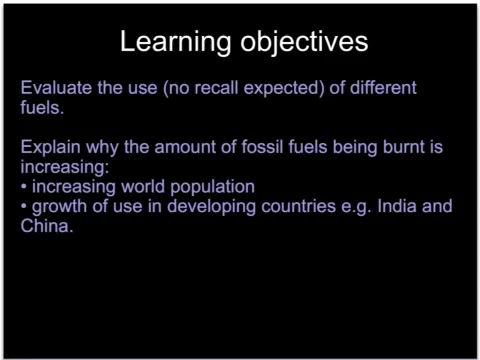 Learning objectives
Evaluate the use (no recall expected) of different
fuels.
Explain why the amount of fossil fuels being burnt is
increasing:
• increasing world population
• growth of use in developing countries e.g. India and
China.